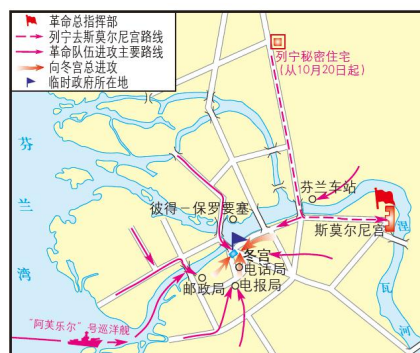 革命总指挥部
列宁去斯莫尔尼宫路线
革命队伍进攻主要路线
向冬宫总进攻
临时政府所在地
列宁秘密住宅
(从10月20日起)
芬
兰
湾
芬兰车站
彼得-保罗要塞
斯莫尔尼宫
涅
瓦
河
冬宫
电话局
邮政局
电报局
"阿芙乐尔"号巡洋舰